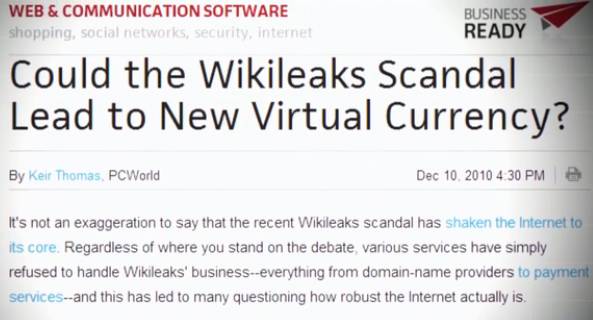 WEB & COMMUNICATION SOFTWARE
shopping, social networks, security, internet
BUSINESS
READY
Could the Wikileaks Scandal
Lead to New Virtual Currency?
By Keir Thomas, PCWorld
Dec 10, 2010 4:30 PM
It's not an exaggeration to say that the recent Wikileaks scandal has shaken the Internet to
its core. Regardless of where you stand on the debate, various services have simply
refused to handle Wikileaks' business--everything from domain-name providers to payment
services--and this has led to many questioning how robust the Internet actually is.